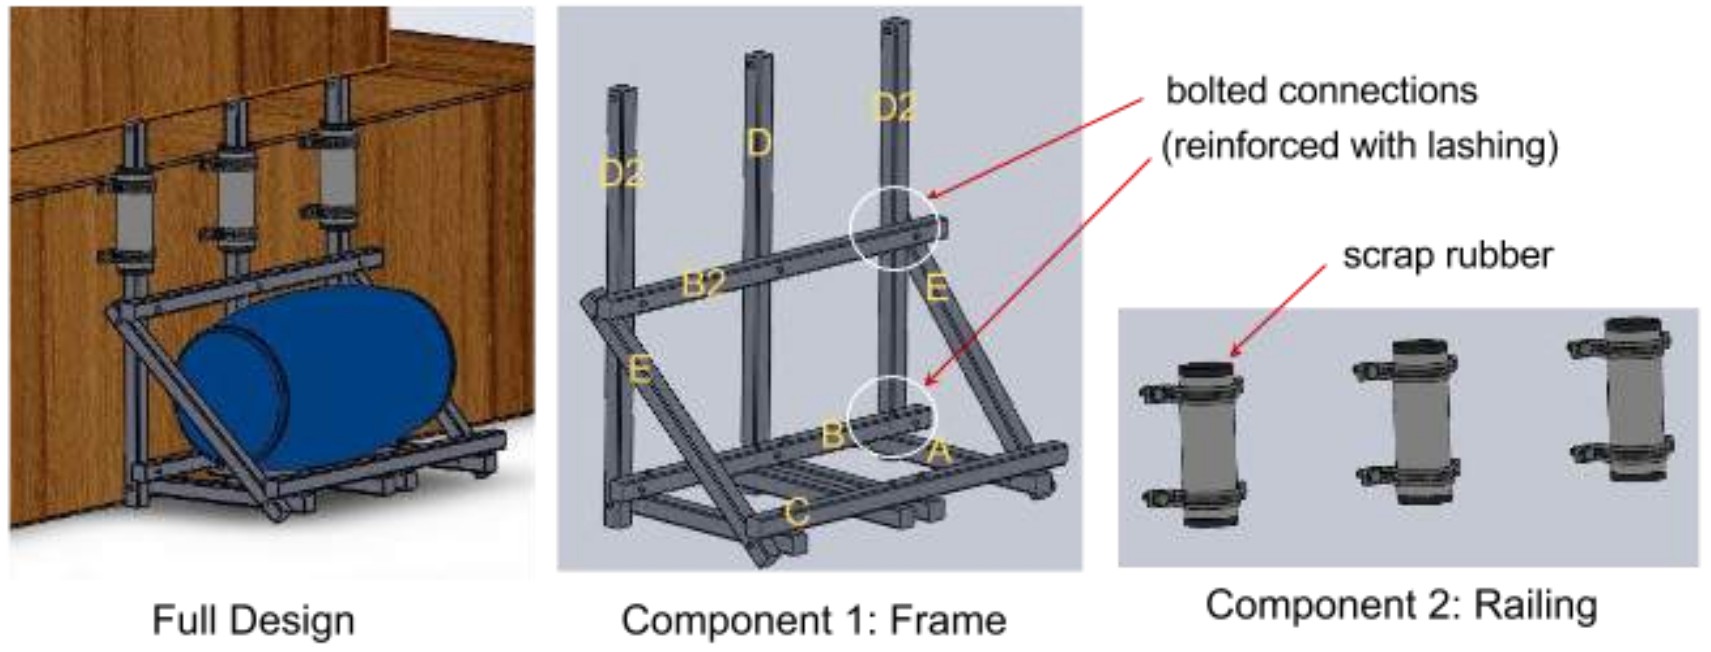 D2
D
D2
B2
E
E
B
A
C
bolted connections
(reinforced with lashing)
scrap rubber
Full Design
Component 1: Frame
Component 2: Railing